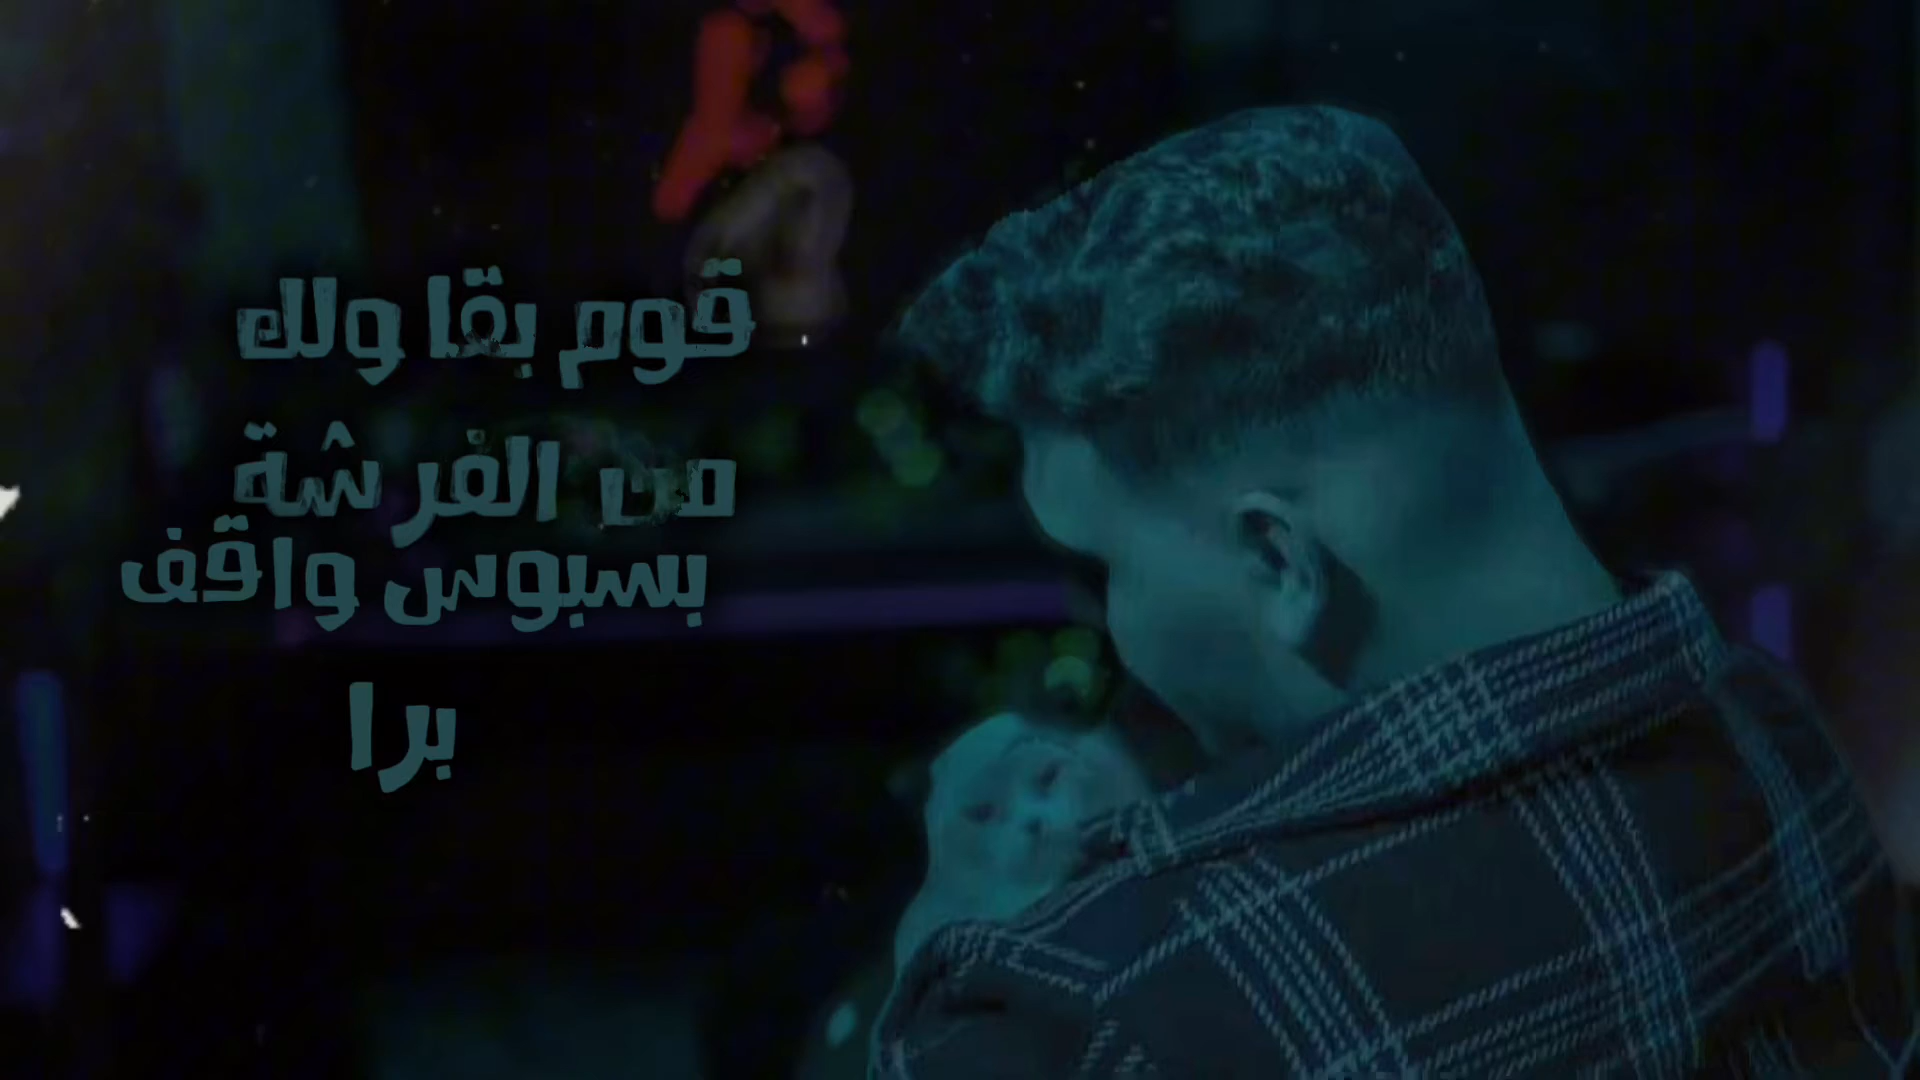 قوم بقا ولك
من الفرشة
بسبوس واقف
برا